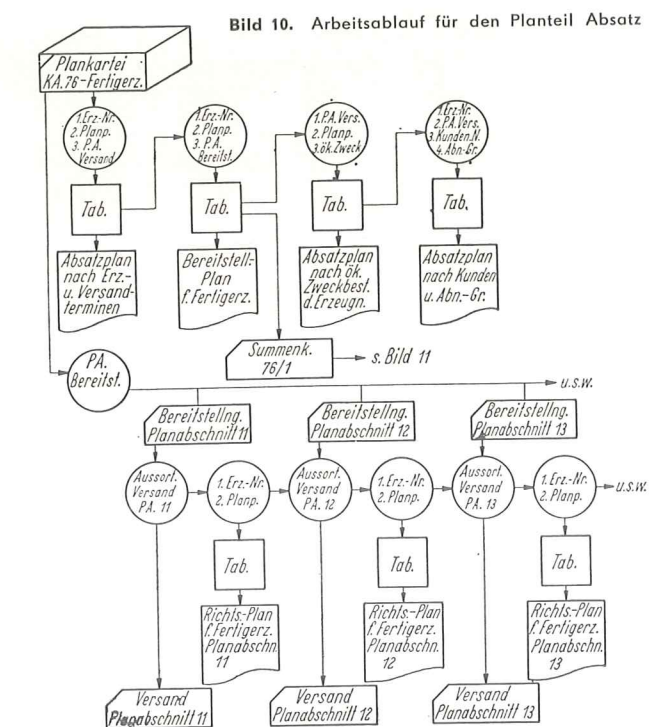 Bild 10. Arbeitsablauf für den Planteil Absatz
Plankartei
KA.76-Fertigerz.
1.Erz-Nr.
2.Planp.
3. P.A.
Versand
1.Erz-Nr.
2.Planp.
3. P.A.
Bereitst.
1.P.A.Vers.
2.Planp.
3.ök.Zweck
1.Erz-Nr.
2.P.A.Vers.
3.Kunden.N.
4.Abn-Gr.
Tab.
Tab.
Tab.
Tab.
Absatzplan
nach Erz.-
u. Versand-
terminen
Bereitstell-
Plan
f. Fertigerz.
Absatzplan
nach ök.
Zweckbest.
d. Erzeugn.
Absatzplan
nach Kunden
u. Abn.-Gr.
Summenk.
76/1
s. Bild 11
P.A.
Bereitst.
u.s.w.
Bereitstellng.
Planabschnitt 11
Bereitstellng.
Planabschnitt 12
Bereitstellng.
Planabschnitt 13
Aussort.
Versand
P.A. 11
1. Erz.-Nr.
2. Planp.
Aussort.
Versand
P.A. 12
1. Erz.-Nr.
2. Planp.
Aussort.
Versand
P.A. 13
1. Erz.-Nr.
2. Planp.
u.s.w.
Tab.
Tab.
Tab.
Richts.-Plan
f. Fertigerz.
Planabschn.
11
Richts.-Plan
f. Fertigerz.
Planabschn.
12
Richts.-Plan
f. Fertigerz.
Planabschn.
13
Versand
Planabschnitt 11
Versand
Planabschnitt 12
Versand
Planabschnitt 13